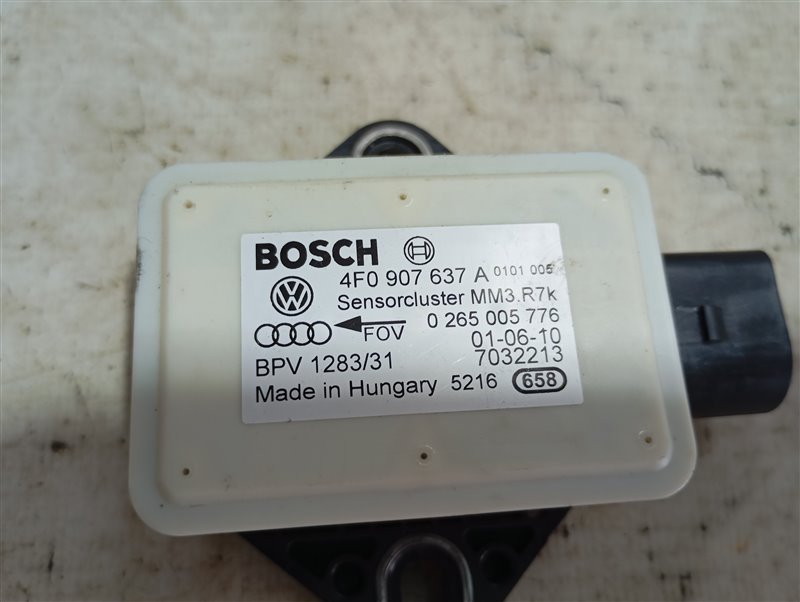 BOSCH
4F0 907 637 A 0101 005
Sensorcluster MM3.R7k
FOV 0 265 005 776
01-06-10
BPV 1283/31 7032213
Made in Hungary 5216 658